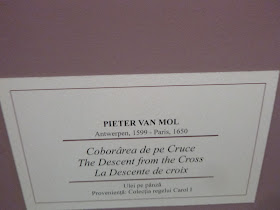 PIETER VAN MOL
Antwerpen, 1599 - Paris, 1650
Coborârea de pe Cruce
The Descent from the Cross
La Descente de croix
Ulei pe pânză
Proveniență: Colecția regelui Carol I